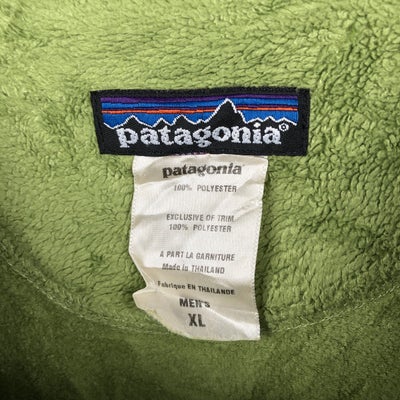 patagonia®
patagonia
100% POLYESTER
EXCLUSIVE OF TRIM
100% POLYESTER
A PART LA GARNITURE
Made in THAILAND
Fabrique EN THAILANDE
MEN'S
XL